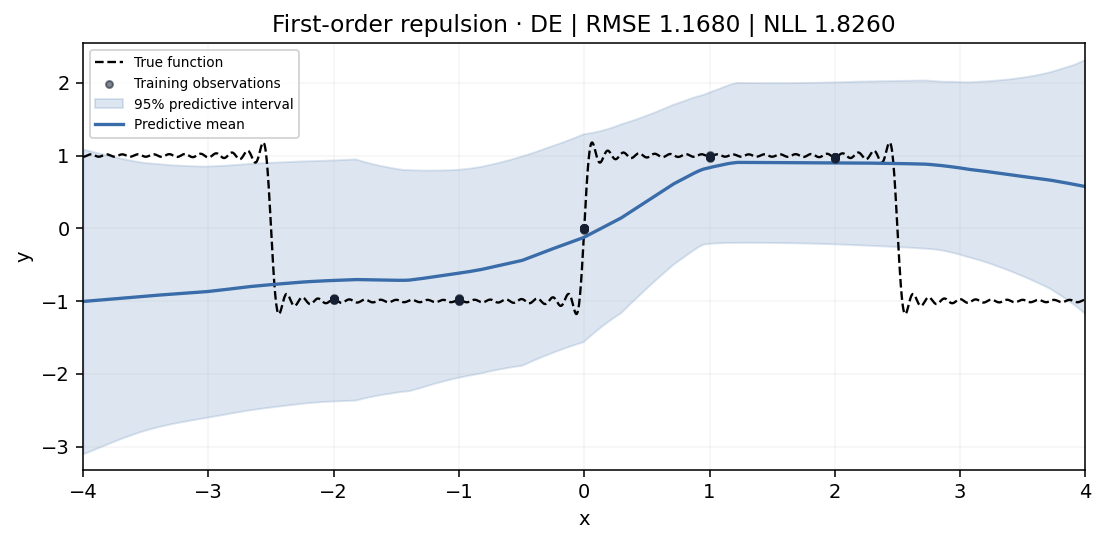 First-order repulsion · DE | RMSE 1.1680 | NLL 1.8260
True function
Training observations
95% predictive interval
Predictive mean
y
2
1
0
−1
−2
−3
−4
−3
−2
−1
0
1
2
3
4
x